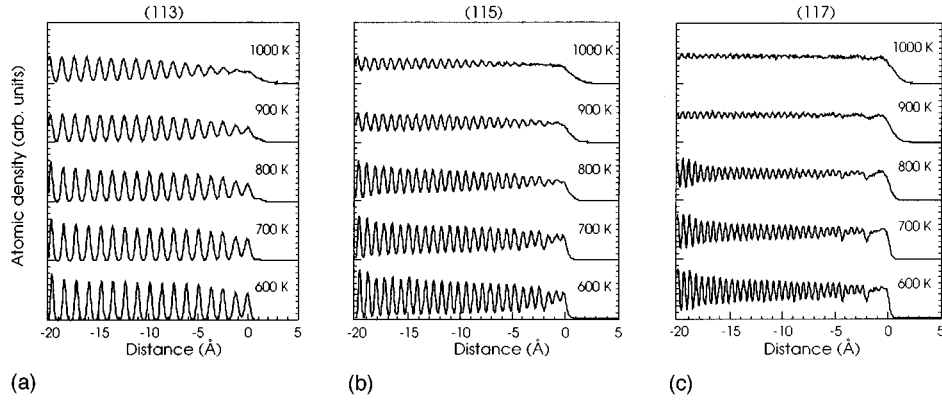 (113)
(115)
(117)
Atomic density (arb. units)
1000 K
900 K
800 K
700 K
600 K
-20 -15 -10 -5 0 5
Distance (Å)
(a)
1000 K
900 K
800 K
700 K
600 K
-20 -15 -10 -5 0 5
Distance (Å)
(b)
1000 K
900 K
800 K
700 K
600 K
-20 -15 -10 -5 0 5
Distance (Å)
(c)